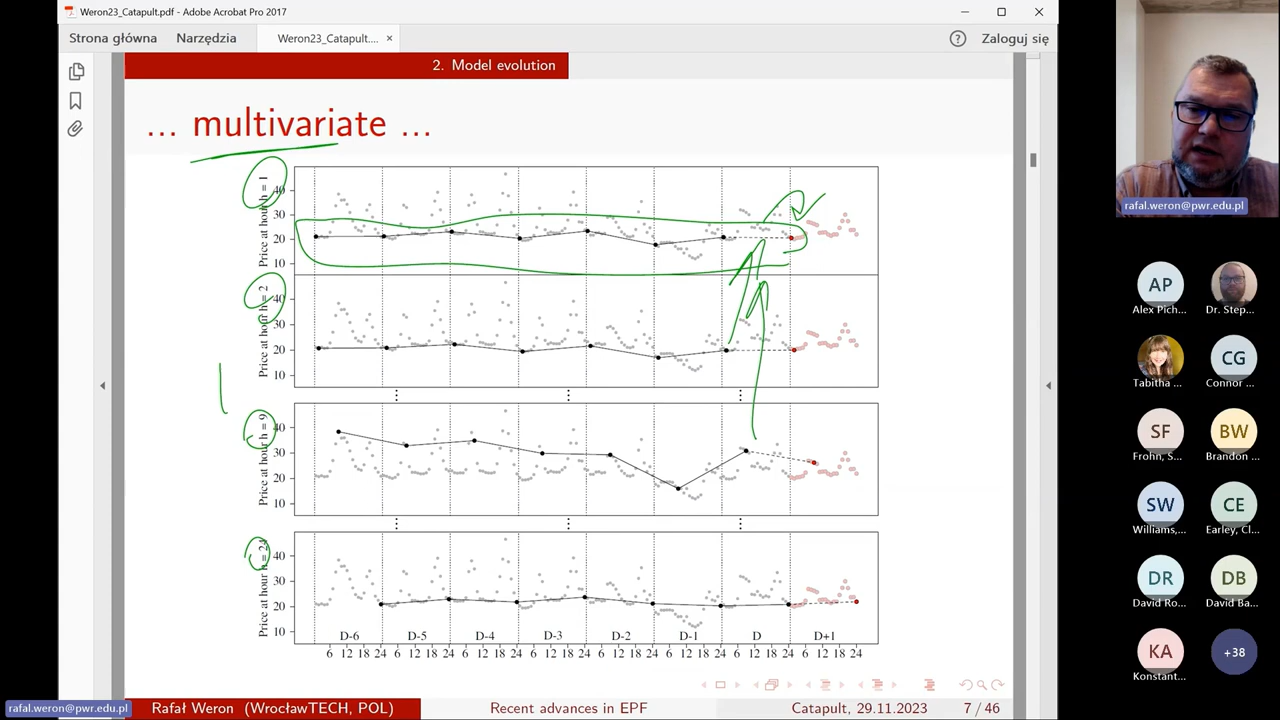 Weron23_Catapult.pdf - Adobe Acrobat Pro 2017
Strona główna Narzędzia Weron23_Catapult.... × ? Zaloguj się
2. Model evolution
... multivariate ...
Price at hour h = 1
40
30
20
10
Price at hour h = 2
40
30
20
10
Price at hour h = 9
40
30
20
10
Price at hour h = 24
40
30
20
10
D-6 D-5 D-4 D-3 D-2 D-1 D D+1
6 12 18 24 6 12 18 24 6 12 18 24 6 12 18 24 6 12 18 24 6 12 18 24 6 12 18 24 6 12 18 24
Rafał Weron (WrocławTECH, POL) Recent advances in EPF Catapult, 29.11.2023 7 / 46
rafal.weron@pwr.edu.pl
rafal.weron@pwr.edu.pl
AP
Alex Pich...
Dr. Step...
Tabitha ...
CG
Connor ...
SF
Frohn, S...
BW
Brandon ...
SW
Williams,...
CE
Earley, Cl...
DR
David Ro...
DB
David Ba...
KA
Konstant...
+38